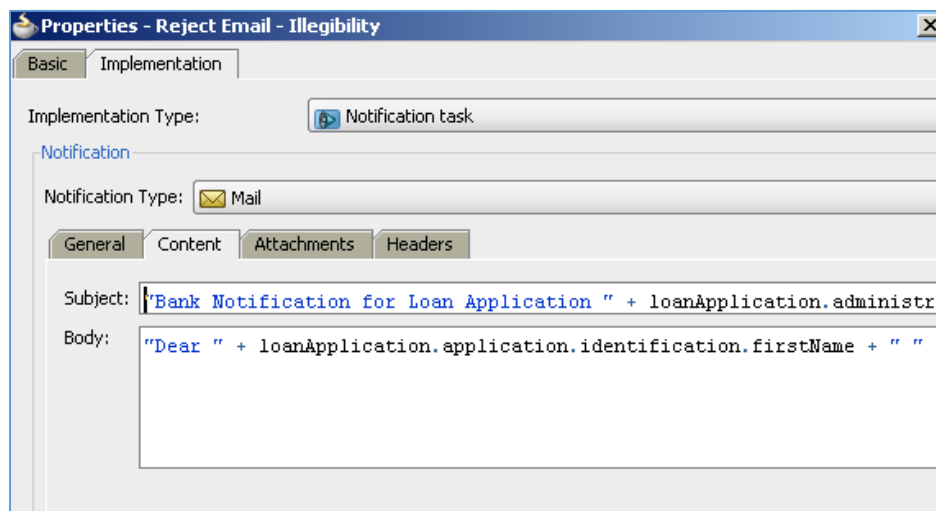 Properties - Reject Email - Illegibility
Basic Implementation
Implementation Type: Notification task
Notification
Notification Type: Mail
General Content Attachments Headers
Subject: "Bank Notification for Loan Application " + loanApplication.administr
Body: "Dear " + loanApplication.application.identification.firstName + " "